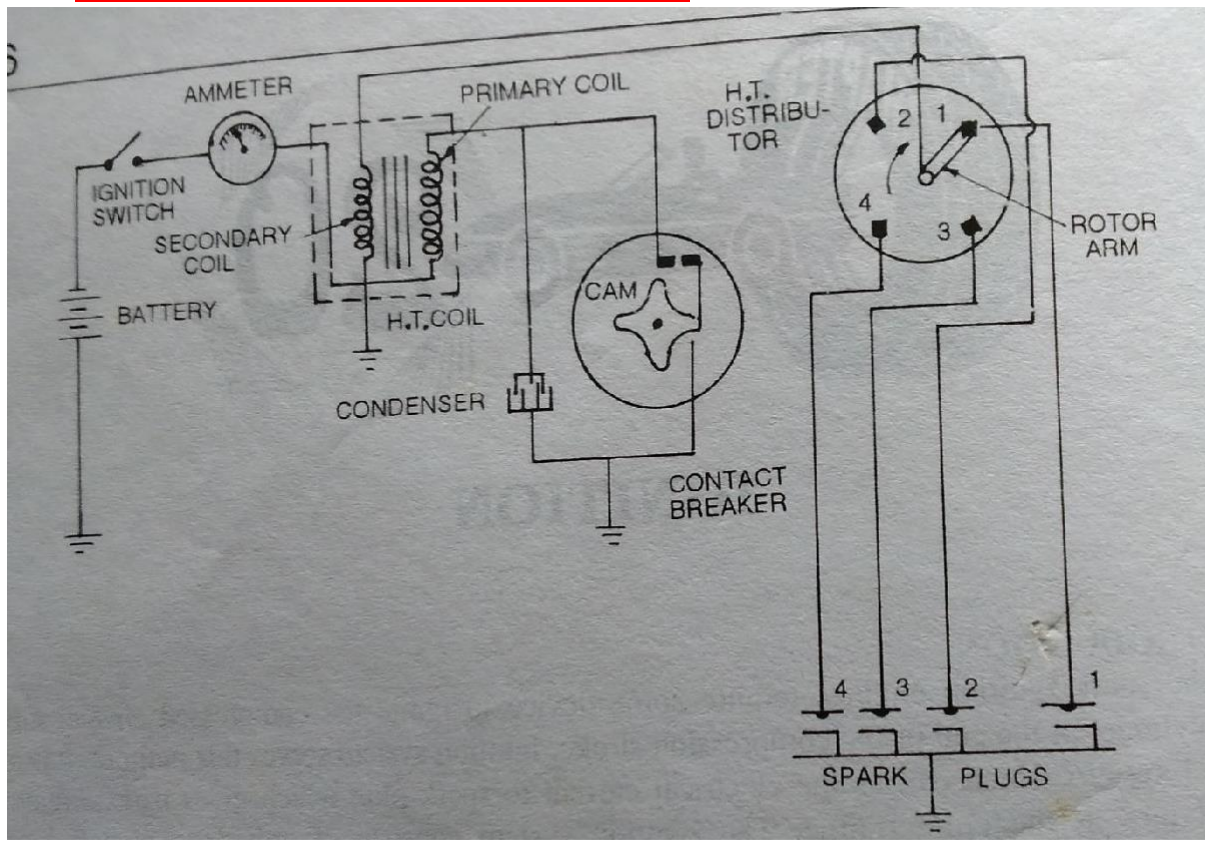 6
AMMETER
PRIMARY COIL
H.T.
DISTRIBU-
TOR
2 1
4
3
ROTOR
ARM
IGNITION
SWITCH
SECONDARY
COIL
BATTERY
H.T.COIL
CAM
CONDENSER
CONTACT
BREAKER
4 3 2 1
SPARK PLUGS